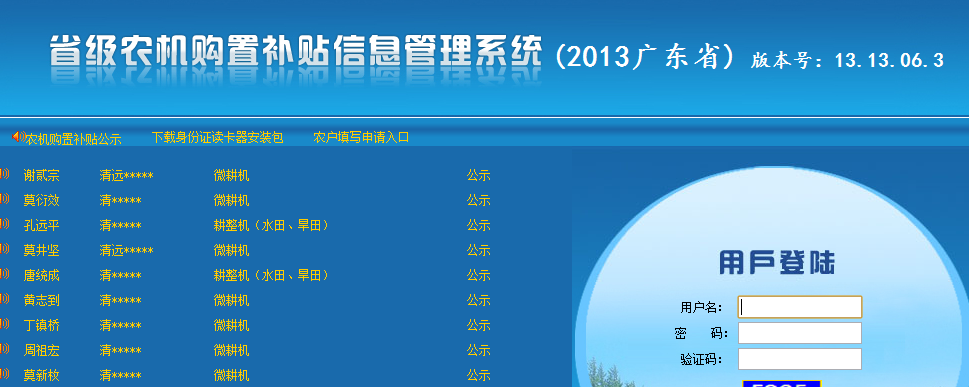 省级农机购置补贴信息管理系统(2013广东省) 版本号：13.13.06.3
农机购置补贴公示 下载身份证读卡器安装包 农户填写申请入口
谢贰宗 清远***** 微耕机 公示
莫衍效 清***** 微耕机 公示
孔远平 清***** 耕整机（水田、旱田） 公示
莫井坚 清远***** 微耕机 公示
唐统成 清***** 耕整机（水田、旱田） 公示
黄志到 清***** 微耕机 公示
丁镇桥 清***** 微耕机 公示
周祖宏 清***** 微耕机 公示
莫新枚 清***** 微耕机 公示
用戶登陆
用户名：
密 码：
验证码：